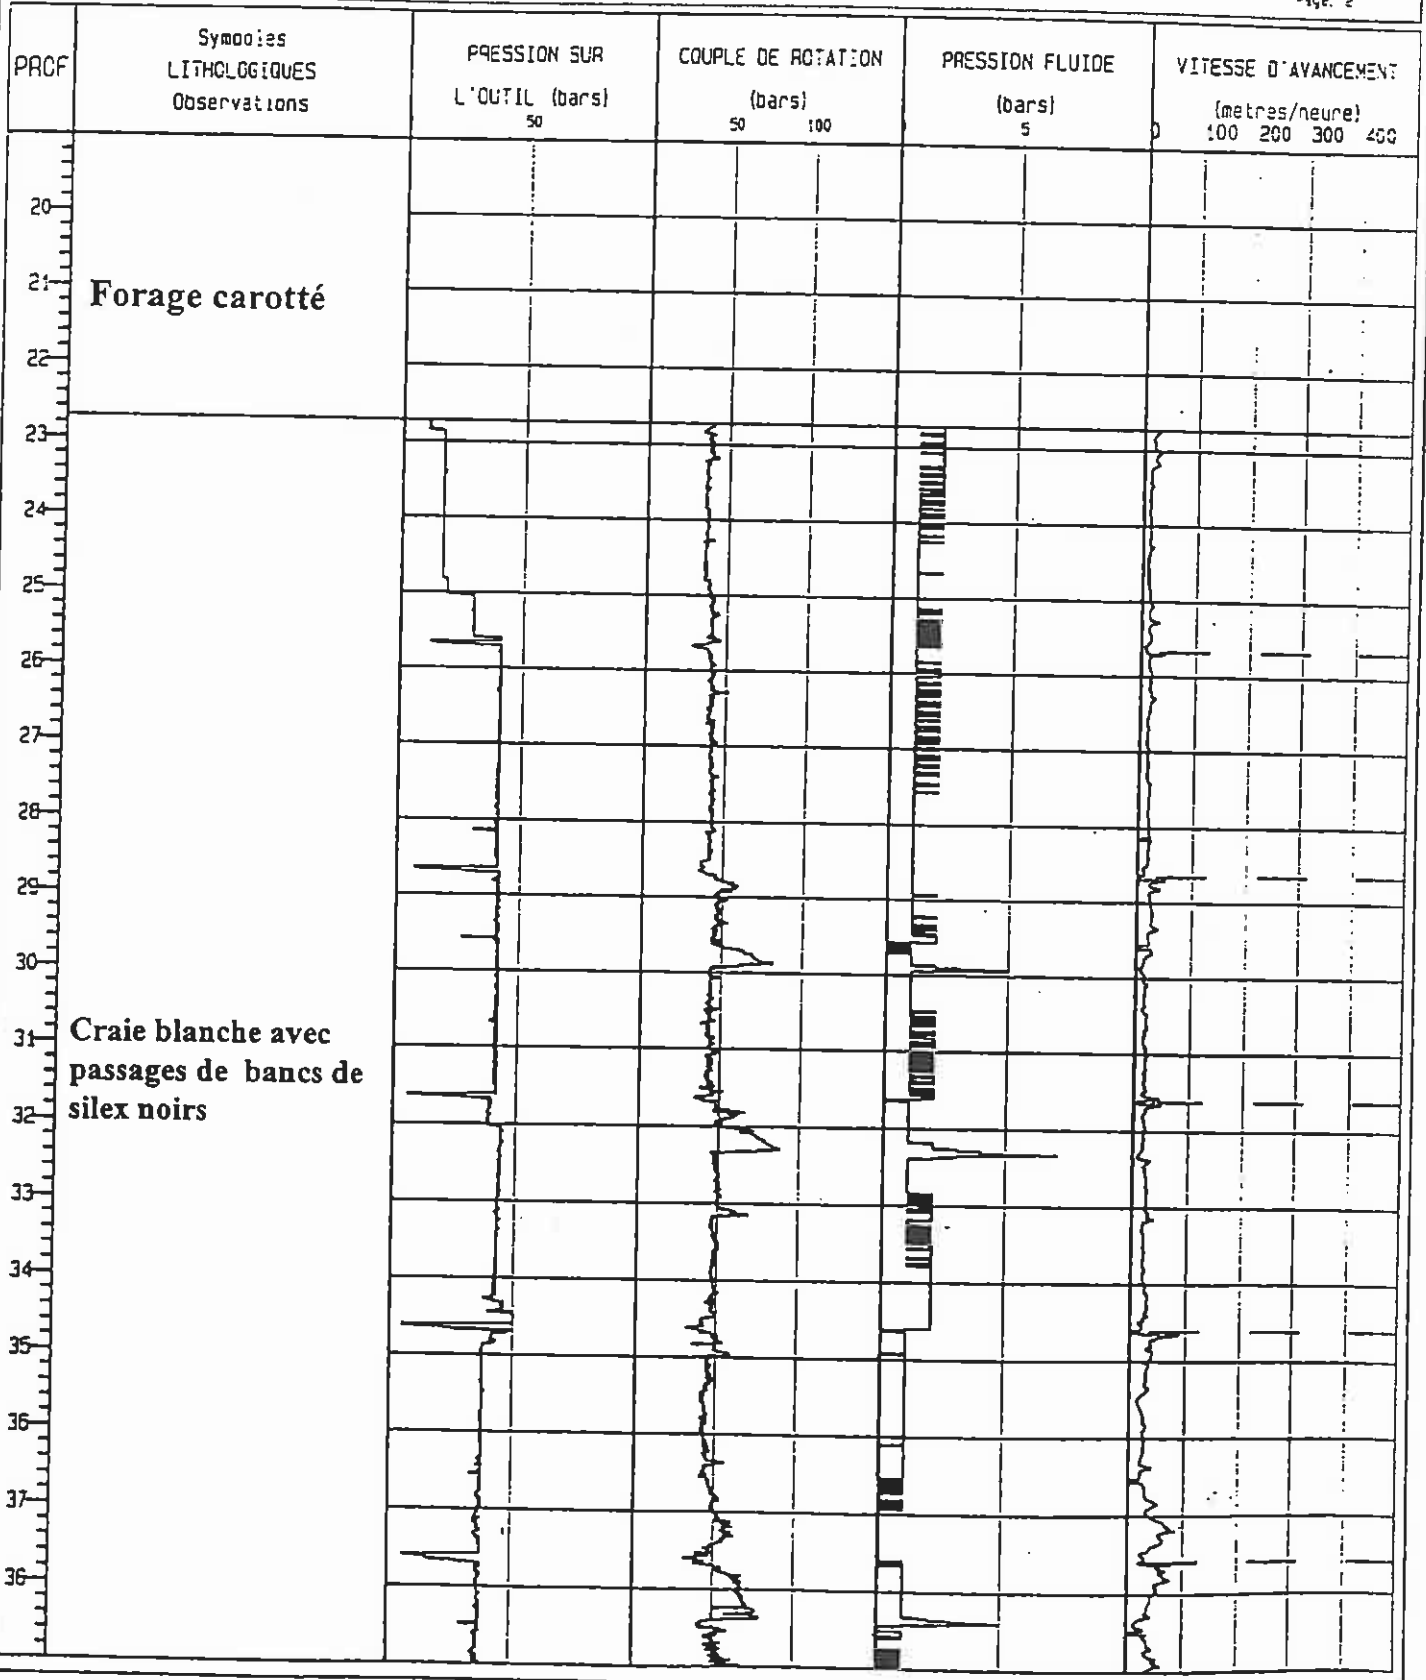 Page. 2
PROF
Symboles
LITHOLOGIQUES
Observations
PRESSION SUR
L'OUTIL (bars)
50
COUPLE DE ROTATION
(bars)
50 100
PRESSION FLUIDE
(bars)
5
VITESSE D'AVANCEMENT
(metres/heure)
0 100 200 300 400
20
21
Forage carotté
22
23
24
25
26
27
28
29
30
31
Craie blanche avec
passages de bancs de
silex noirs
32
33
34
35
36
37
38